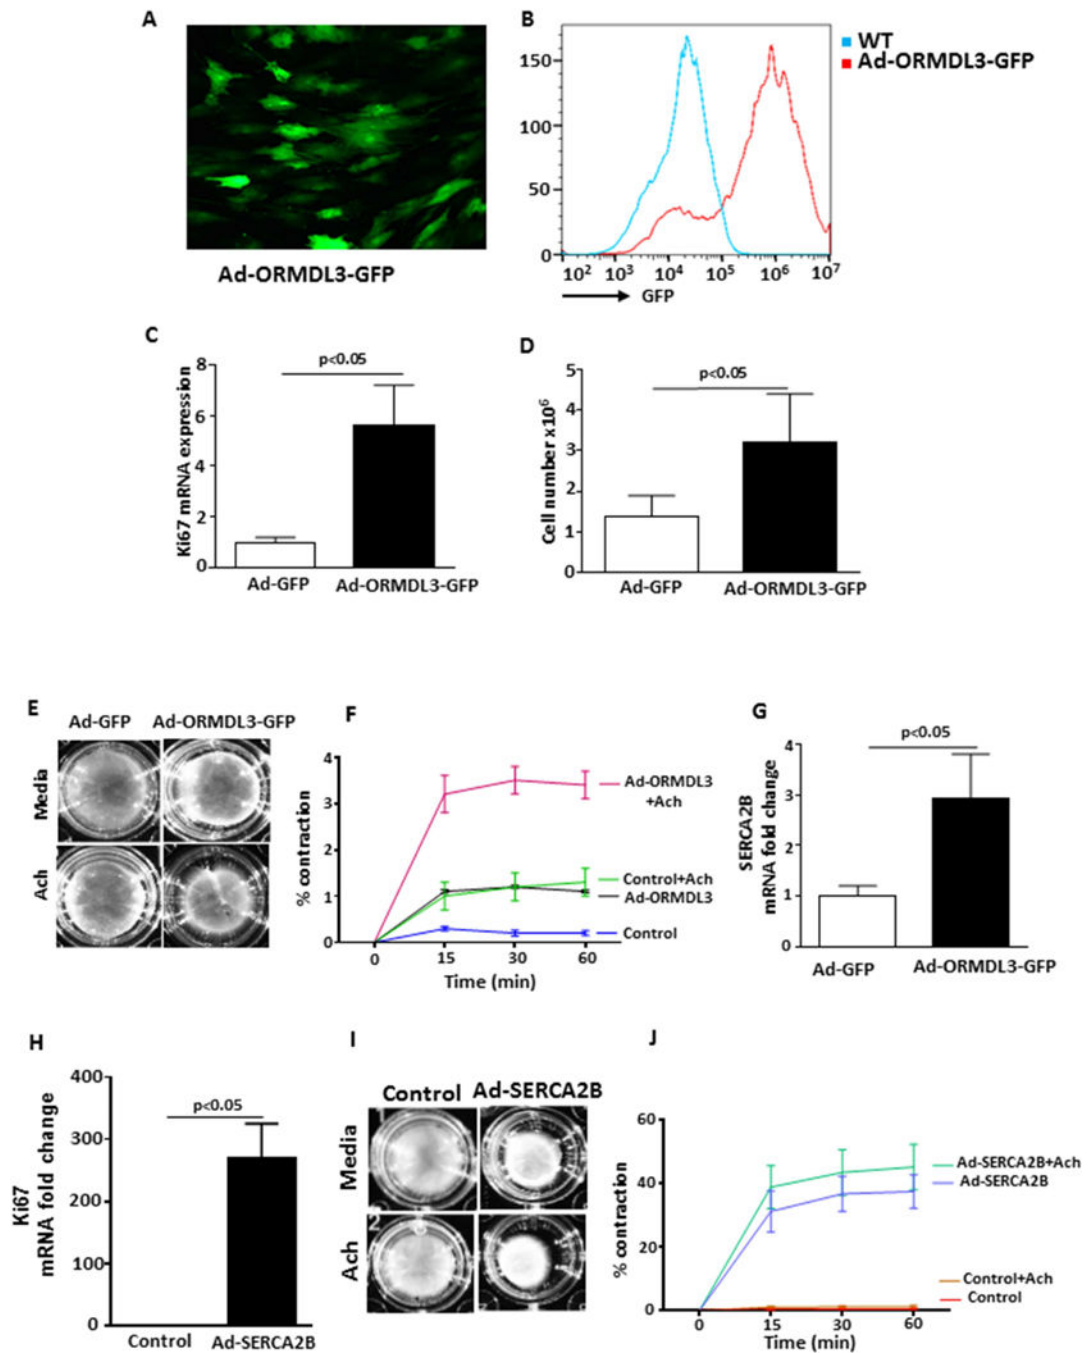 A
Ad-ORMDL3-GFP
B
150
100
50
0
10² 10³ 10⁴ 10⁵ 10⁶ 10⁷
GFP
WT
Ad-ORMDL3-GFP
C
Ki67 mRNA expression
8
6
4
2
0
p<0.05
Ad-GFP Ad-ORMDL3-GFP
D
Cell number x10⁶
5
4
3
2
1
0
p<0.05
Ad-GFP Ad-ORMDL3-GFP
E
Ad-GFP Ad-ORMDL3-GFP
Media
Ach
F
% contraction
4
3
2
1
0
0 15 30 60
Time (min)
Ad-ORMDL3
+Ach
Control+Ach
Ad-ORMDL3
Control
G
SERCA2B
mRNA fold change
4
3
2
1
0
p<0.05
Ad-GFP Ad-ORMDL3-GFP
H
Ki67
mRNA fold change
400
300
200
100
0
p<0.05
Control Ad-SERCA2B
I
Control Ad-SERCA2B
Media
Ach
J
% contraction
60
40
20
0
0 15 30 60
Time (min)
Ad-SERCA2B+Ach
Ad-SERCA2B
Control+Ach
Control